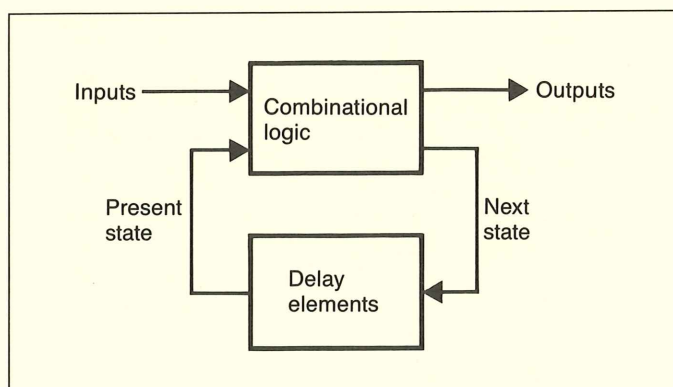 Inputs
Combinational
logic
Outputs
Present
state
Next
state
Delay
elements